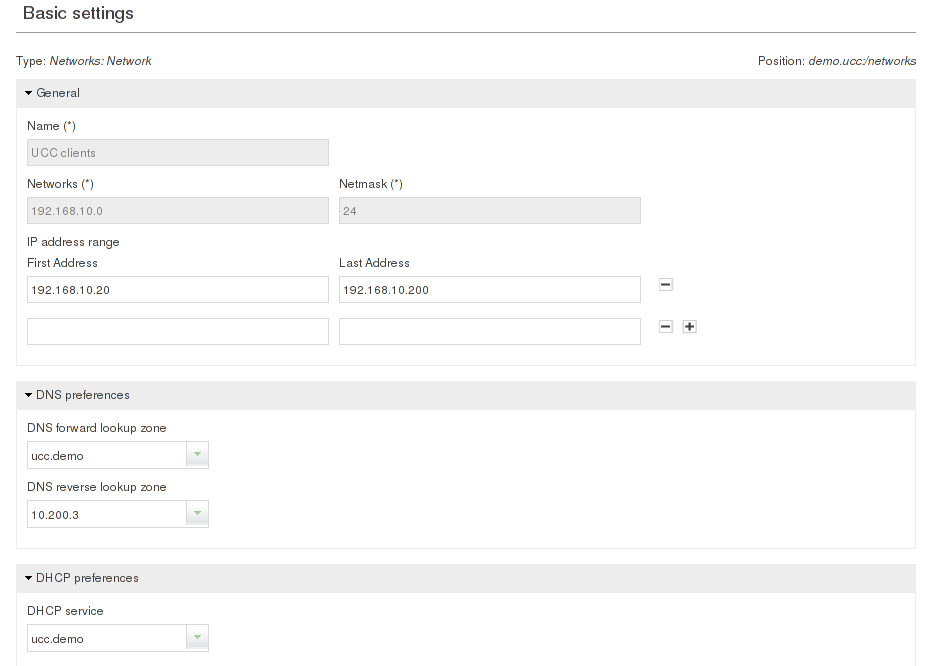 Basic settings
Type: Networks: Network Position: demo.ucc:/networks
General
Name (*)
UCC clients
Networks (*) Netmask (*)
192.168.10.0 24
IP address range
First Address Last Address
192.168.10.20 192.168.10.200
DNS preferences
DNS forward lookup zone
ucc.demo
DNS reverse lookup zone
10.200.3
DHCP preferences
DHCP service
ucc.demo